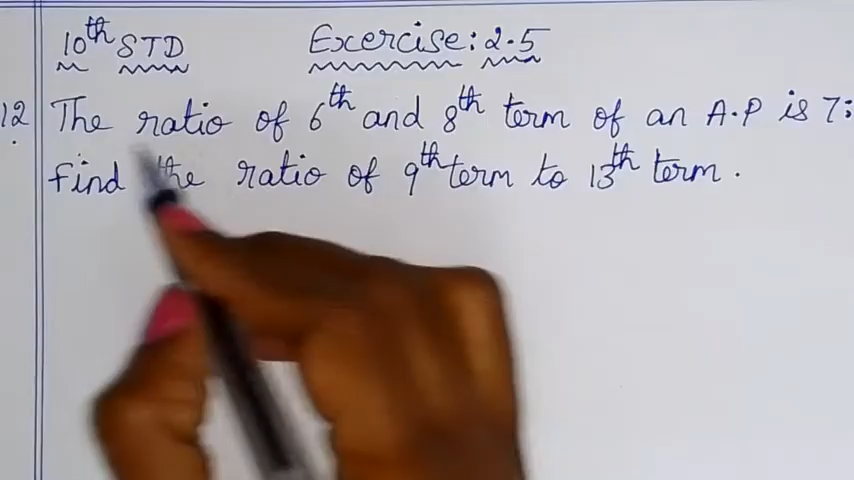 10th STD Exercise: 2.5
12 The ratio of 6th and 8th term of an A.P is 7:
. Find the ratio of 9th term to 13th term.